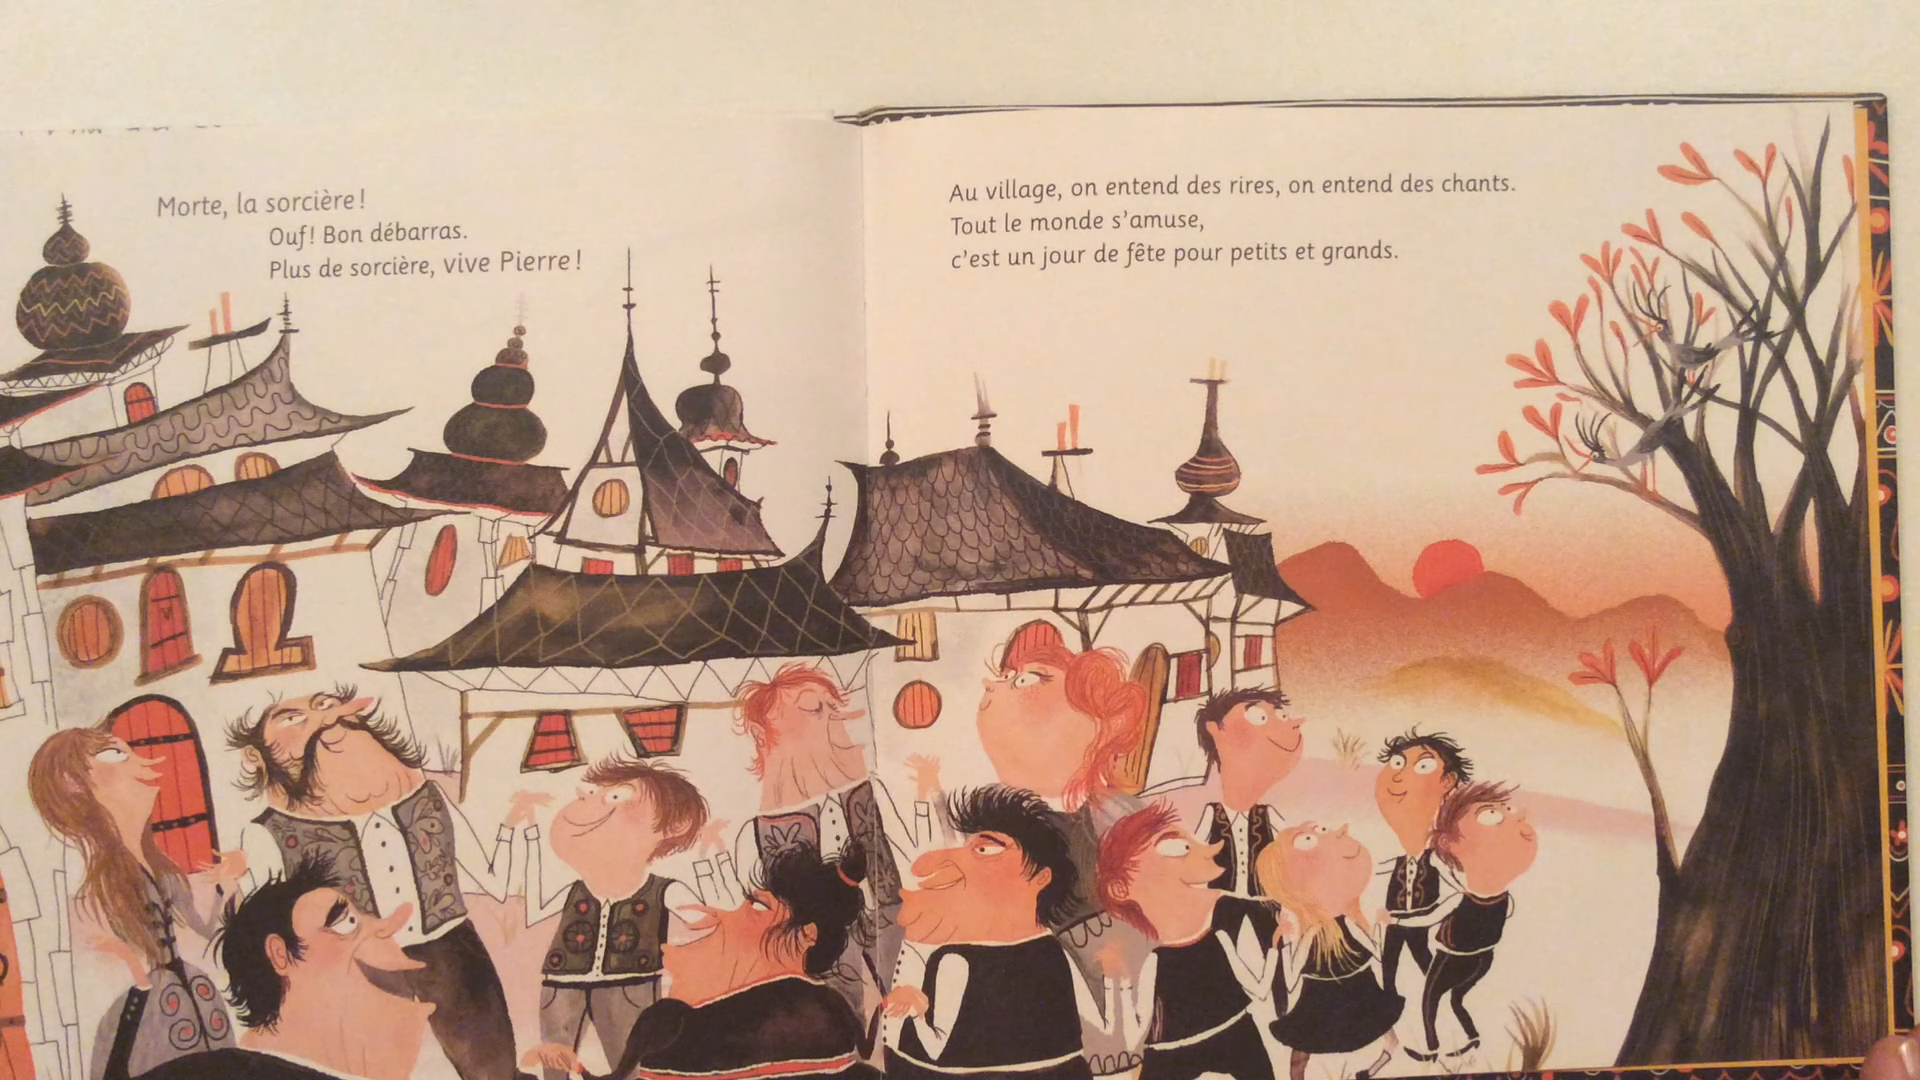 Morte, la sorcière !
Ouf ! Bon débarras.
Plus de sorcière, vive Pierre !
Au village, on entend des rires, on entend des chants.
Tout le monde s’amuse,
c’est un jour de fête pour petits et grands.